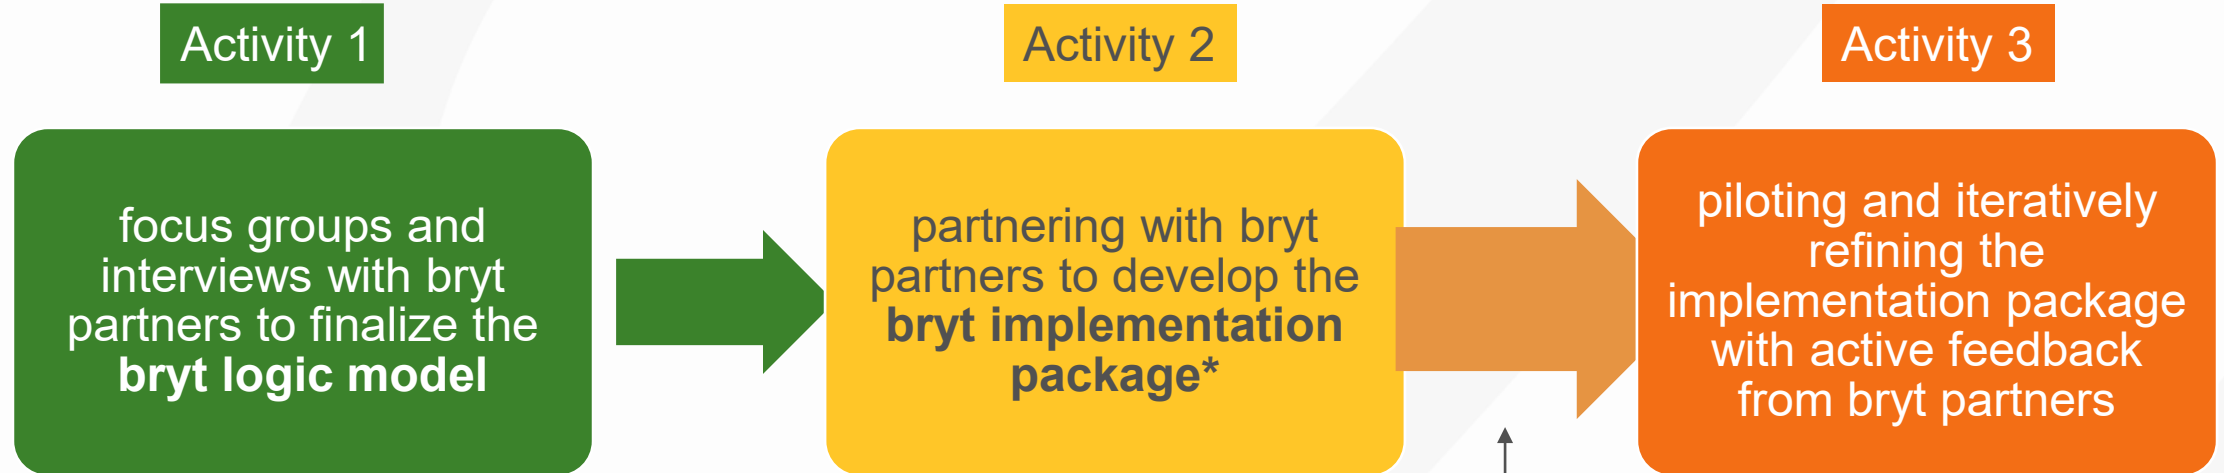 Activity 1
Activity 2
Activity 3
focus groups and
interviews with bryt
partners to finalize the
bryt logic model
partnering with bryt
partners to develop the
bryt implementation
package*
piloting and iteratively
refining the
implementation package
with active feedback
from bryt partners